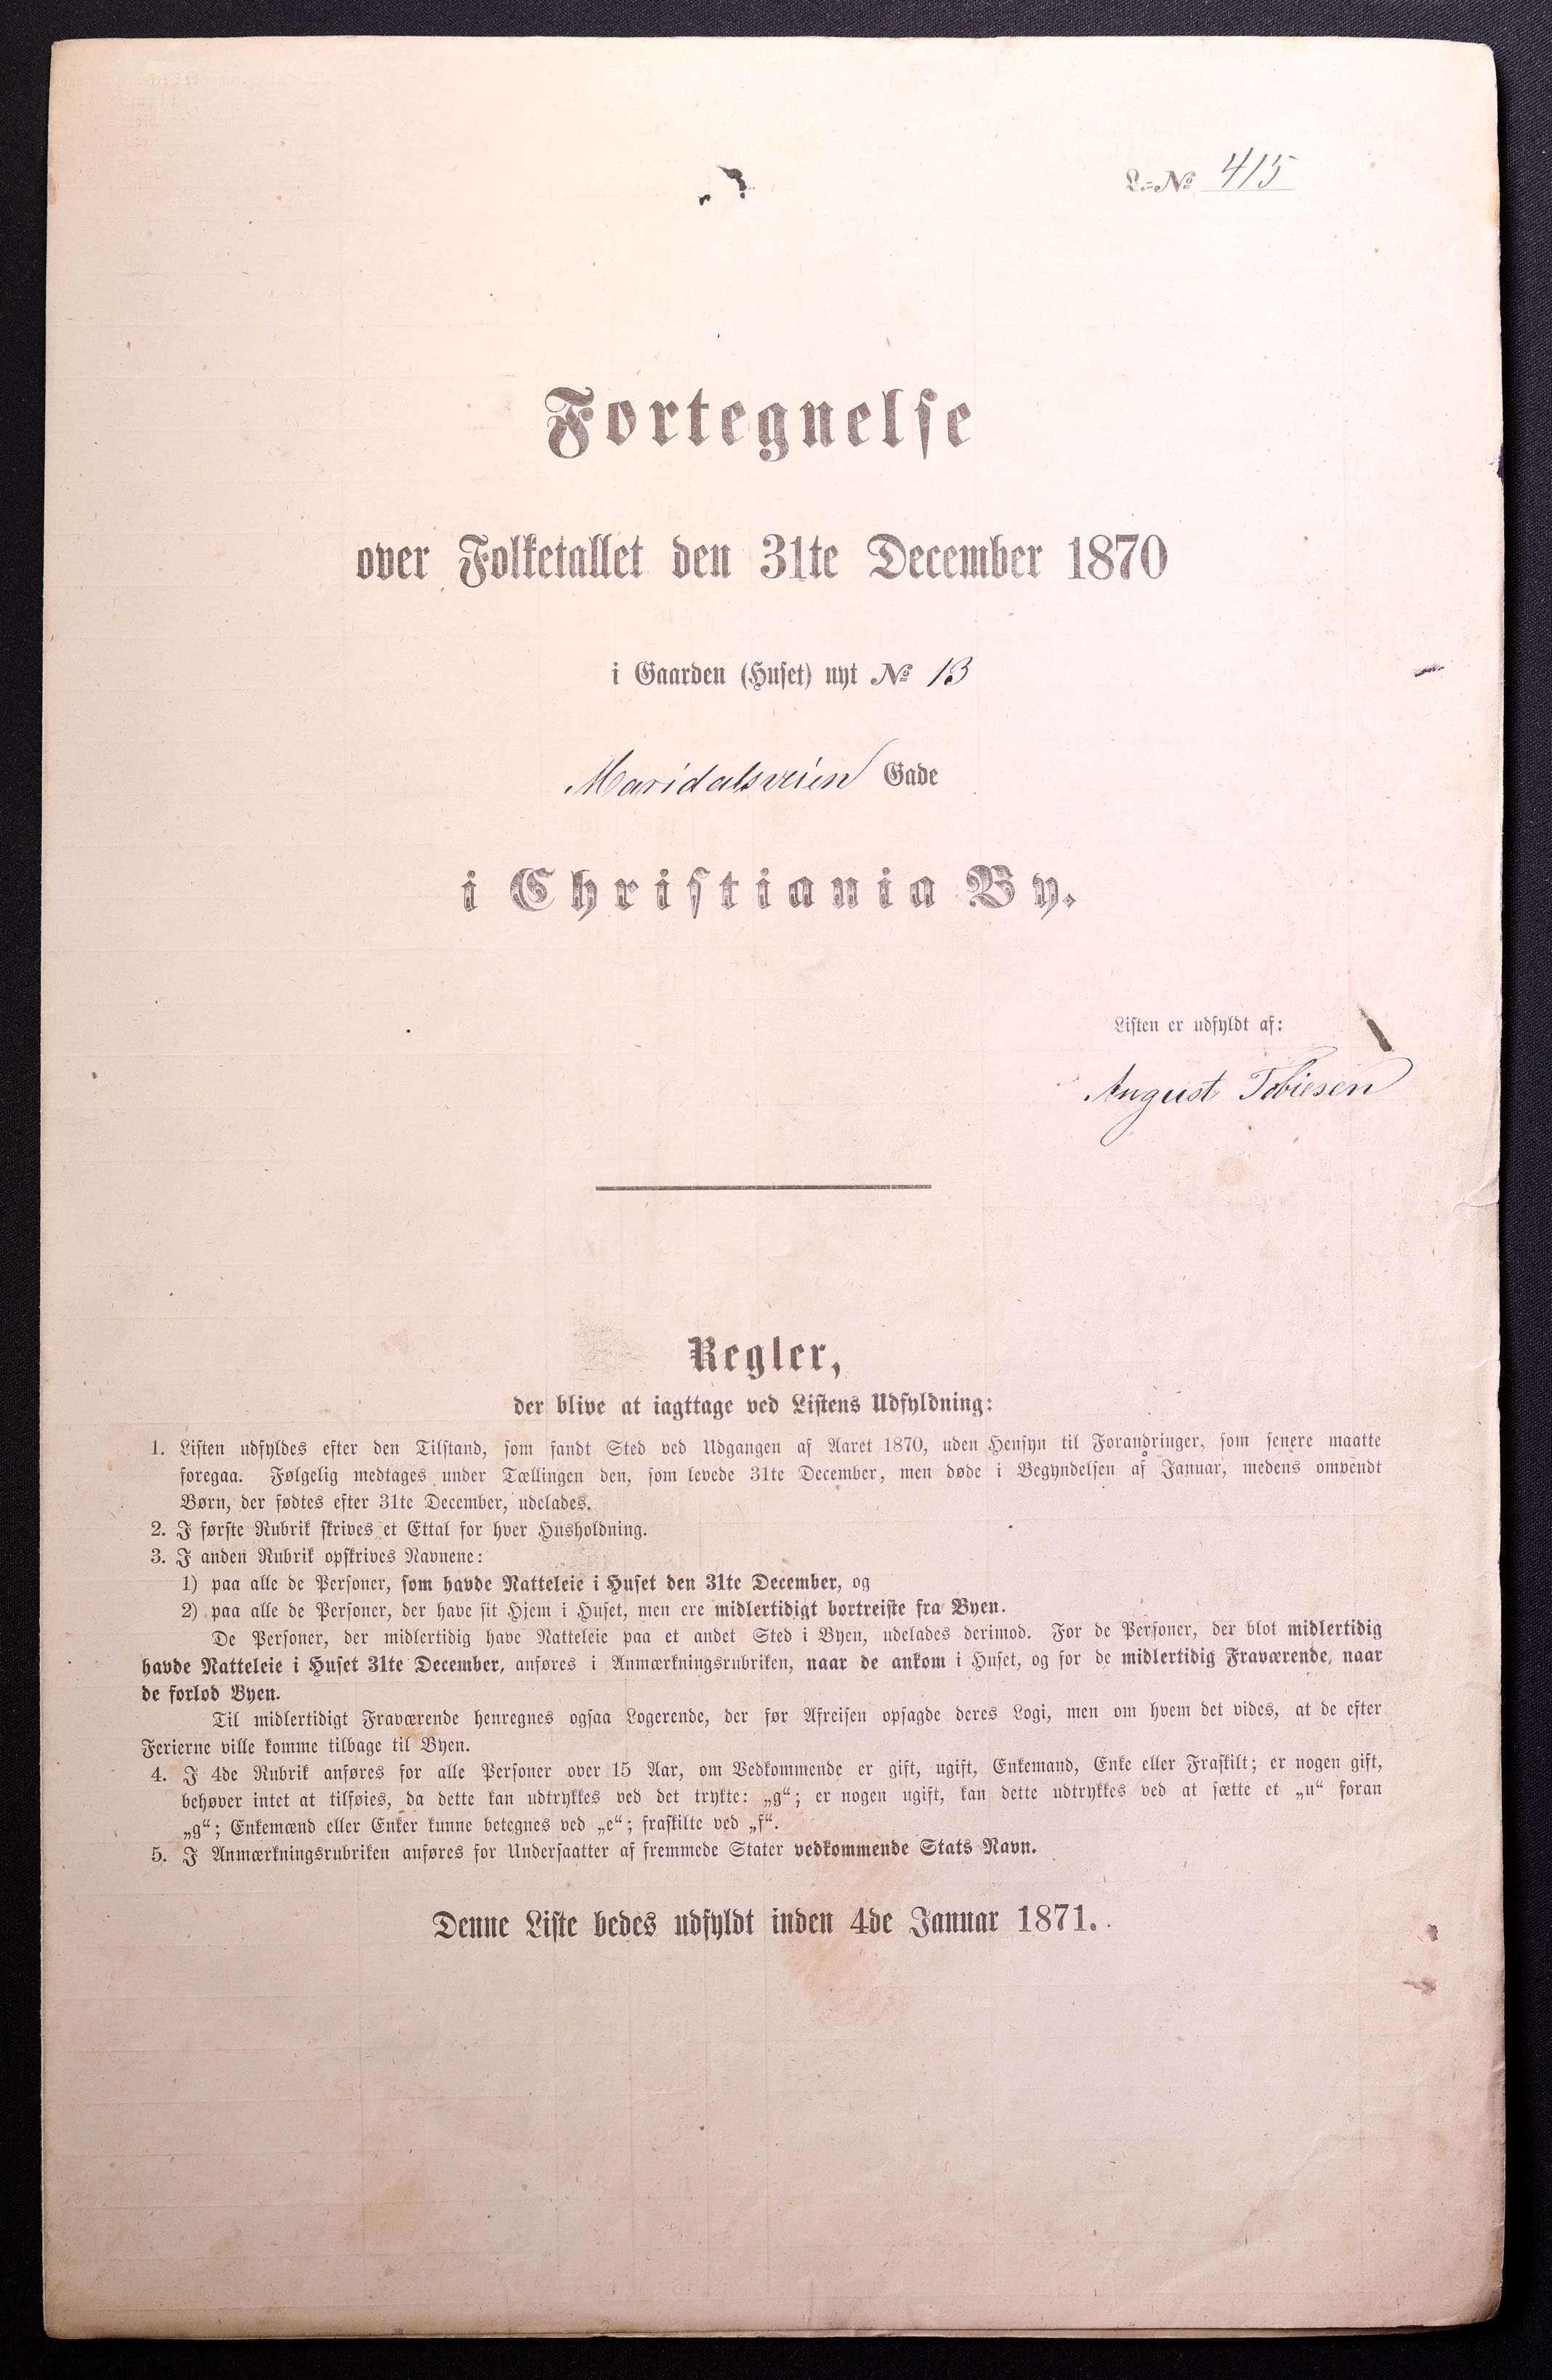 L.=No 415
Fortegnelse
over Folketallet den 31te December 1870
i Gaarden (Huset) nyt No 13
Maridalsveien Gade
i Christiania By.
Listen er udfyldt af:
August Tobiesen
Regler,
der blive at iagttage ved Listens Udfyldning:
1. Listen udfyldes efter den Tilstand, som fandt Sted ved Udgangen af Aaret 1870, uden Hensyn til Forandringer, som senere maatte
foregaa. Følgelig medtages under Tællingen den, som levede 31te December, men døde i Begyndelsen af Januar, medens omvendt
Børn, der fødtes efter 31te December, udelades.
2. I første Rubrik skrives et Ettal for hver Husholdning.
3. I anden Rubrik opskrives Navnene:
1) paa alle de Personer, som havde Natteleie i Huset den 31te December, og
2) paa alle de Personer, der have sit Hjem i Huset, men ere midlertidigt bortreiste fra Byen.
De Personer, der midlertidig have Natteleie paa et andet Sted i Byen, udelades derimod. For de Personer, der blot midlertidig
havde Natteleie i Huset 31te December, anføres i Anmærkningsrubriken, naar de ankom i Huset, og for de midlertidig Fraværende, naar
de forlod Byen.
Til midlertidigt Fraværende henregnes ogsaa Logerende, der før Afreisen opsagde deres Logi, men om hvem det vides, at de efter
Ferierne ville komme tilbage til Byen.
4. I 4de Rubrik anføres for alle Personer over 15 Aar, om Vedkommende er gift, ugift, Enkemand, Enke eller Fraskilt; er nogen gift,
behøver intet at tilføies, da dette kan udtrykkes ved det trykte: „g“; er nogen ugift, kan dette udtrykkes ved at sætte et „u“ foran
„g“; Enkemænd eller Enker kunne betegnes ved „e“; fraskilte ved „f“.
5. I Anmærkningsrubriken anføres for Undersaatter af fremmede Stater vedkommende Stats Navn.
Denne Liste bedes udfyldt inden 4de Januar 1871.